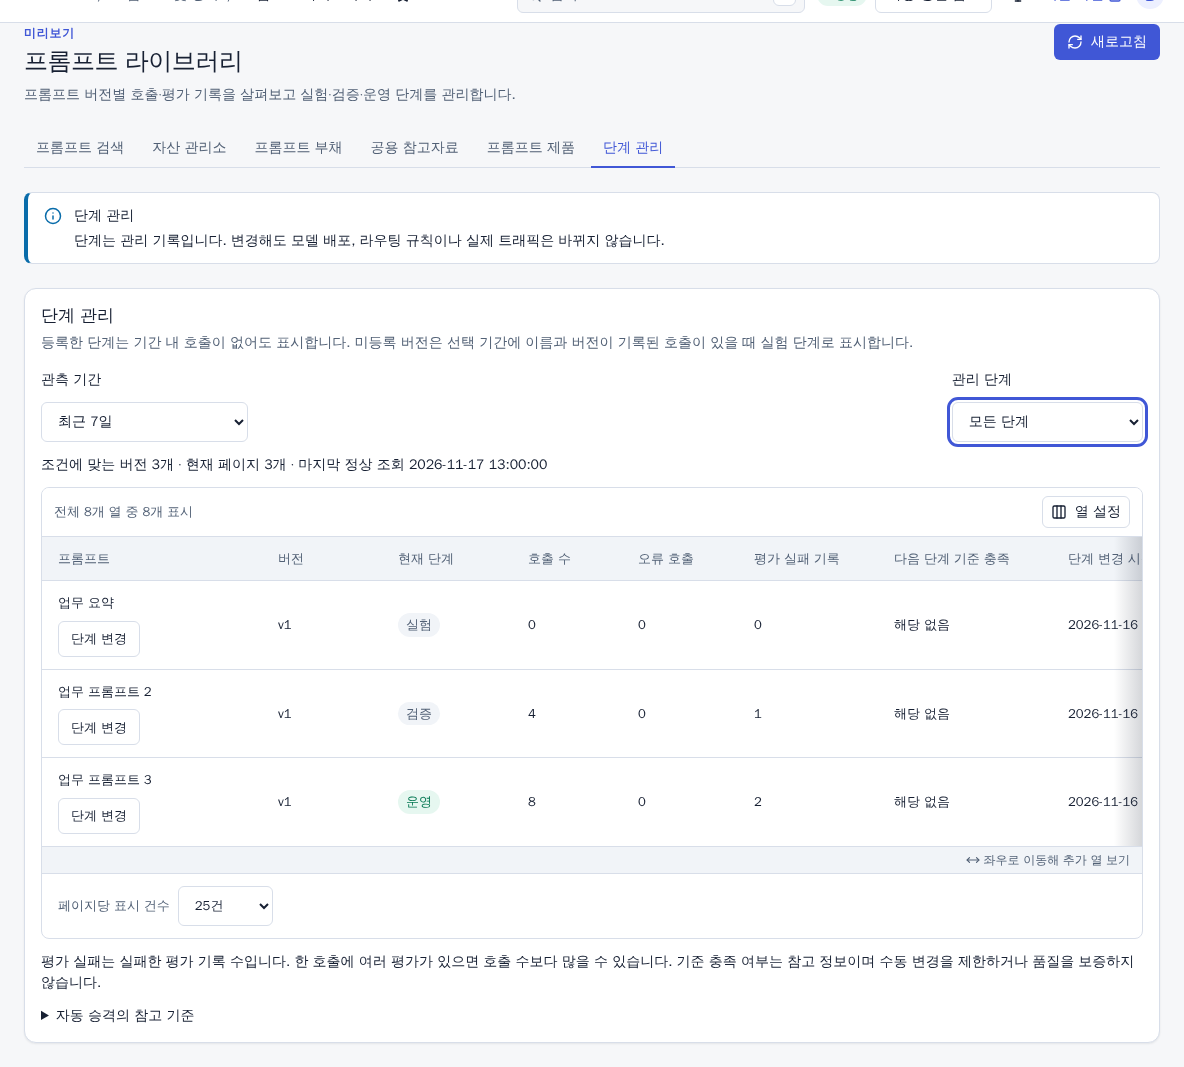 미리보기
프롬프트 라이브러리
새로고침
프롬프트 버전별 호출·평가 기록을 살펴보고 실험·검증·운영 단계를 관리합니다.
프롬프트 검색 자산 관리소 프롬프트 부채 공용 참고자료 프롬프트 제품 단계 관리
단계 관리
단계는 관리 기록입니다. 변경해도 모델 배포, 라우팅 규칙이나 실제 트래픽은 바뀌지 않습니다.
단계 관리
등록한 단계는 기간 내 호출이 없어도 표시합니다. 미등록 버전은 선택 기간에 이름과 버전이 기록된 호출이 있을 때 실험 단계로 표시합니다.
관측 기간 관리 단계
최근 7일 모든 단계
조건에 맞는 버전 3개 · 현재 페이지 3개 · 마지막 정상 조회 2026-11-17 13:00:00
전체 8개 열 중 8개 표시 열 설정
프롬프트 버전 현재 단계 호출 수 오류 호출 평가 실패 기록 다음 단계 기준 충족 단계 변경 시
업무 요약
단계 변경 v1 실험 0 0 0 해당 없음 2026-11-16
업무 프롬프트 2
단계 변경 v1 검증 4 0 1 해당 없음 2026-11-16
업무 프롬프트 3
단계 변경 v1 운영 8 0 2 해당 없음 2026-11-16
좌우로 이동해 추가 열 보기
페이지당 표시 건수 25건
평가 실패는 실패한 평가 기록 수입니다. 한 호출에 여러 평가가 있으면 호출 수보다 많을 수 있습니다. 기준 충족 여부는 참고 정보이며 수동 변경을 제한하거나 품질을 보증하지
않습니다.
자동 승격의 참고 기준